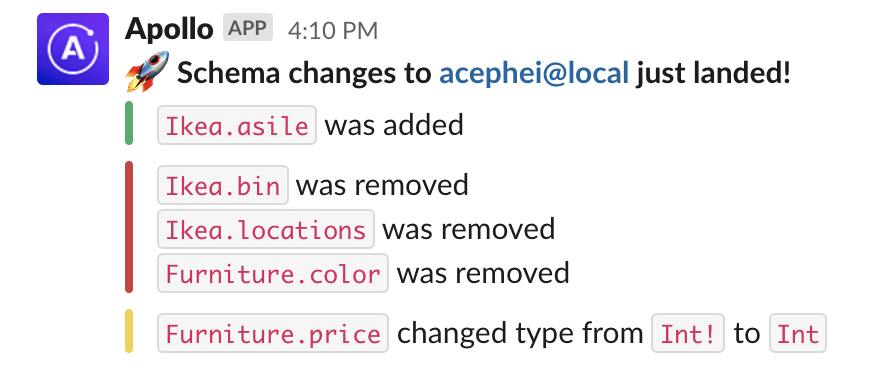 Apollo APP 4:10 PM
Schema changes to acephei@local just landed!
Ikea.asile was added
Ikea.bin was removed
Ikea.locations was removed
Furniture.color was removed
Furniture.price changed type from Int! to Int